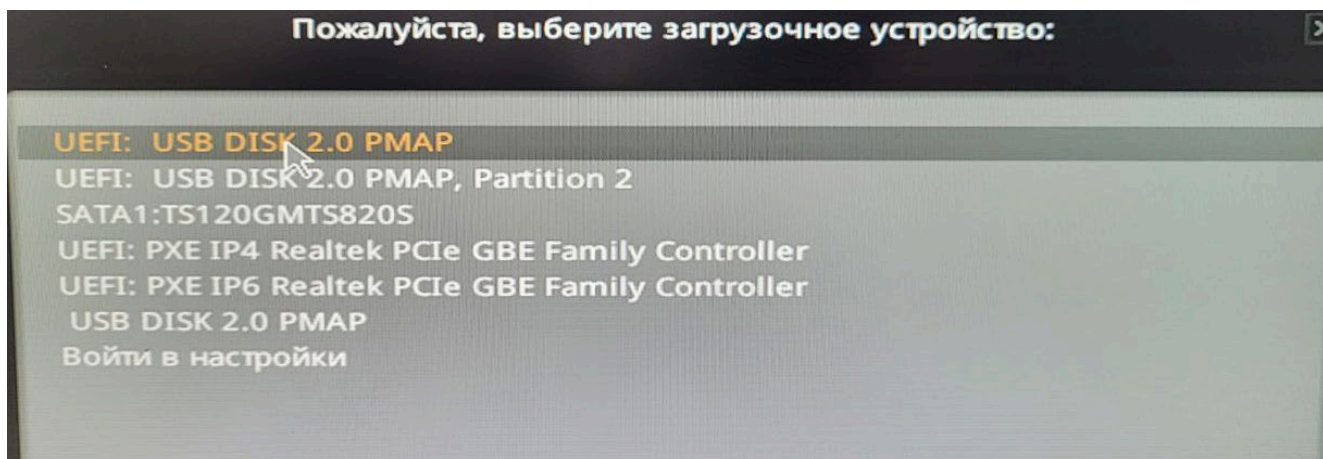 Пожалуйста, выберите загрузочное устройство:
UEFI: USB DISK 2.0 PMAP
UEFI: USB DISK 2.0 PMAP, Partition 2
SATA1:TS120GMTS820S
UEFI: PXE IP4 Realtek PCIe GBE Family Controller
UEFI: PXE IP6 Realtek PCIe GBE Family Controller
USB DISK 2.0 PMAP
Войти в настройки